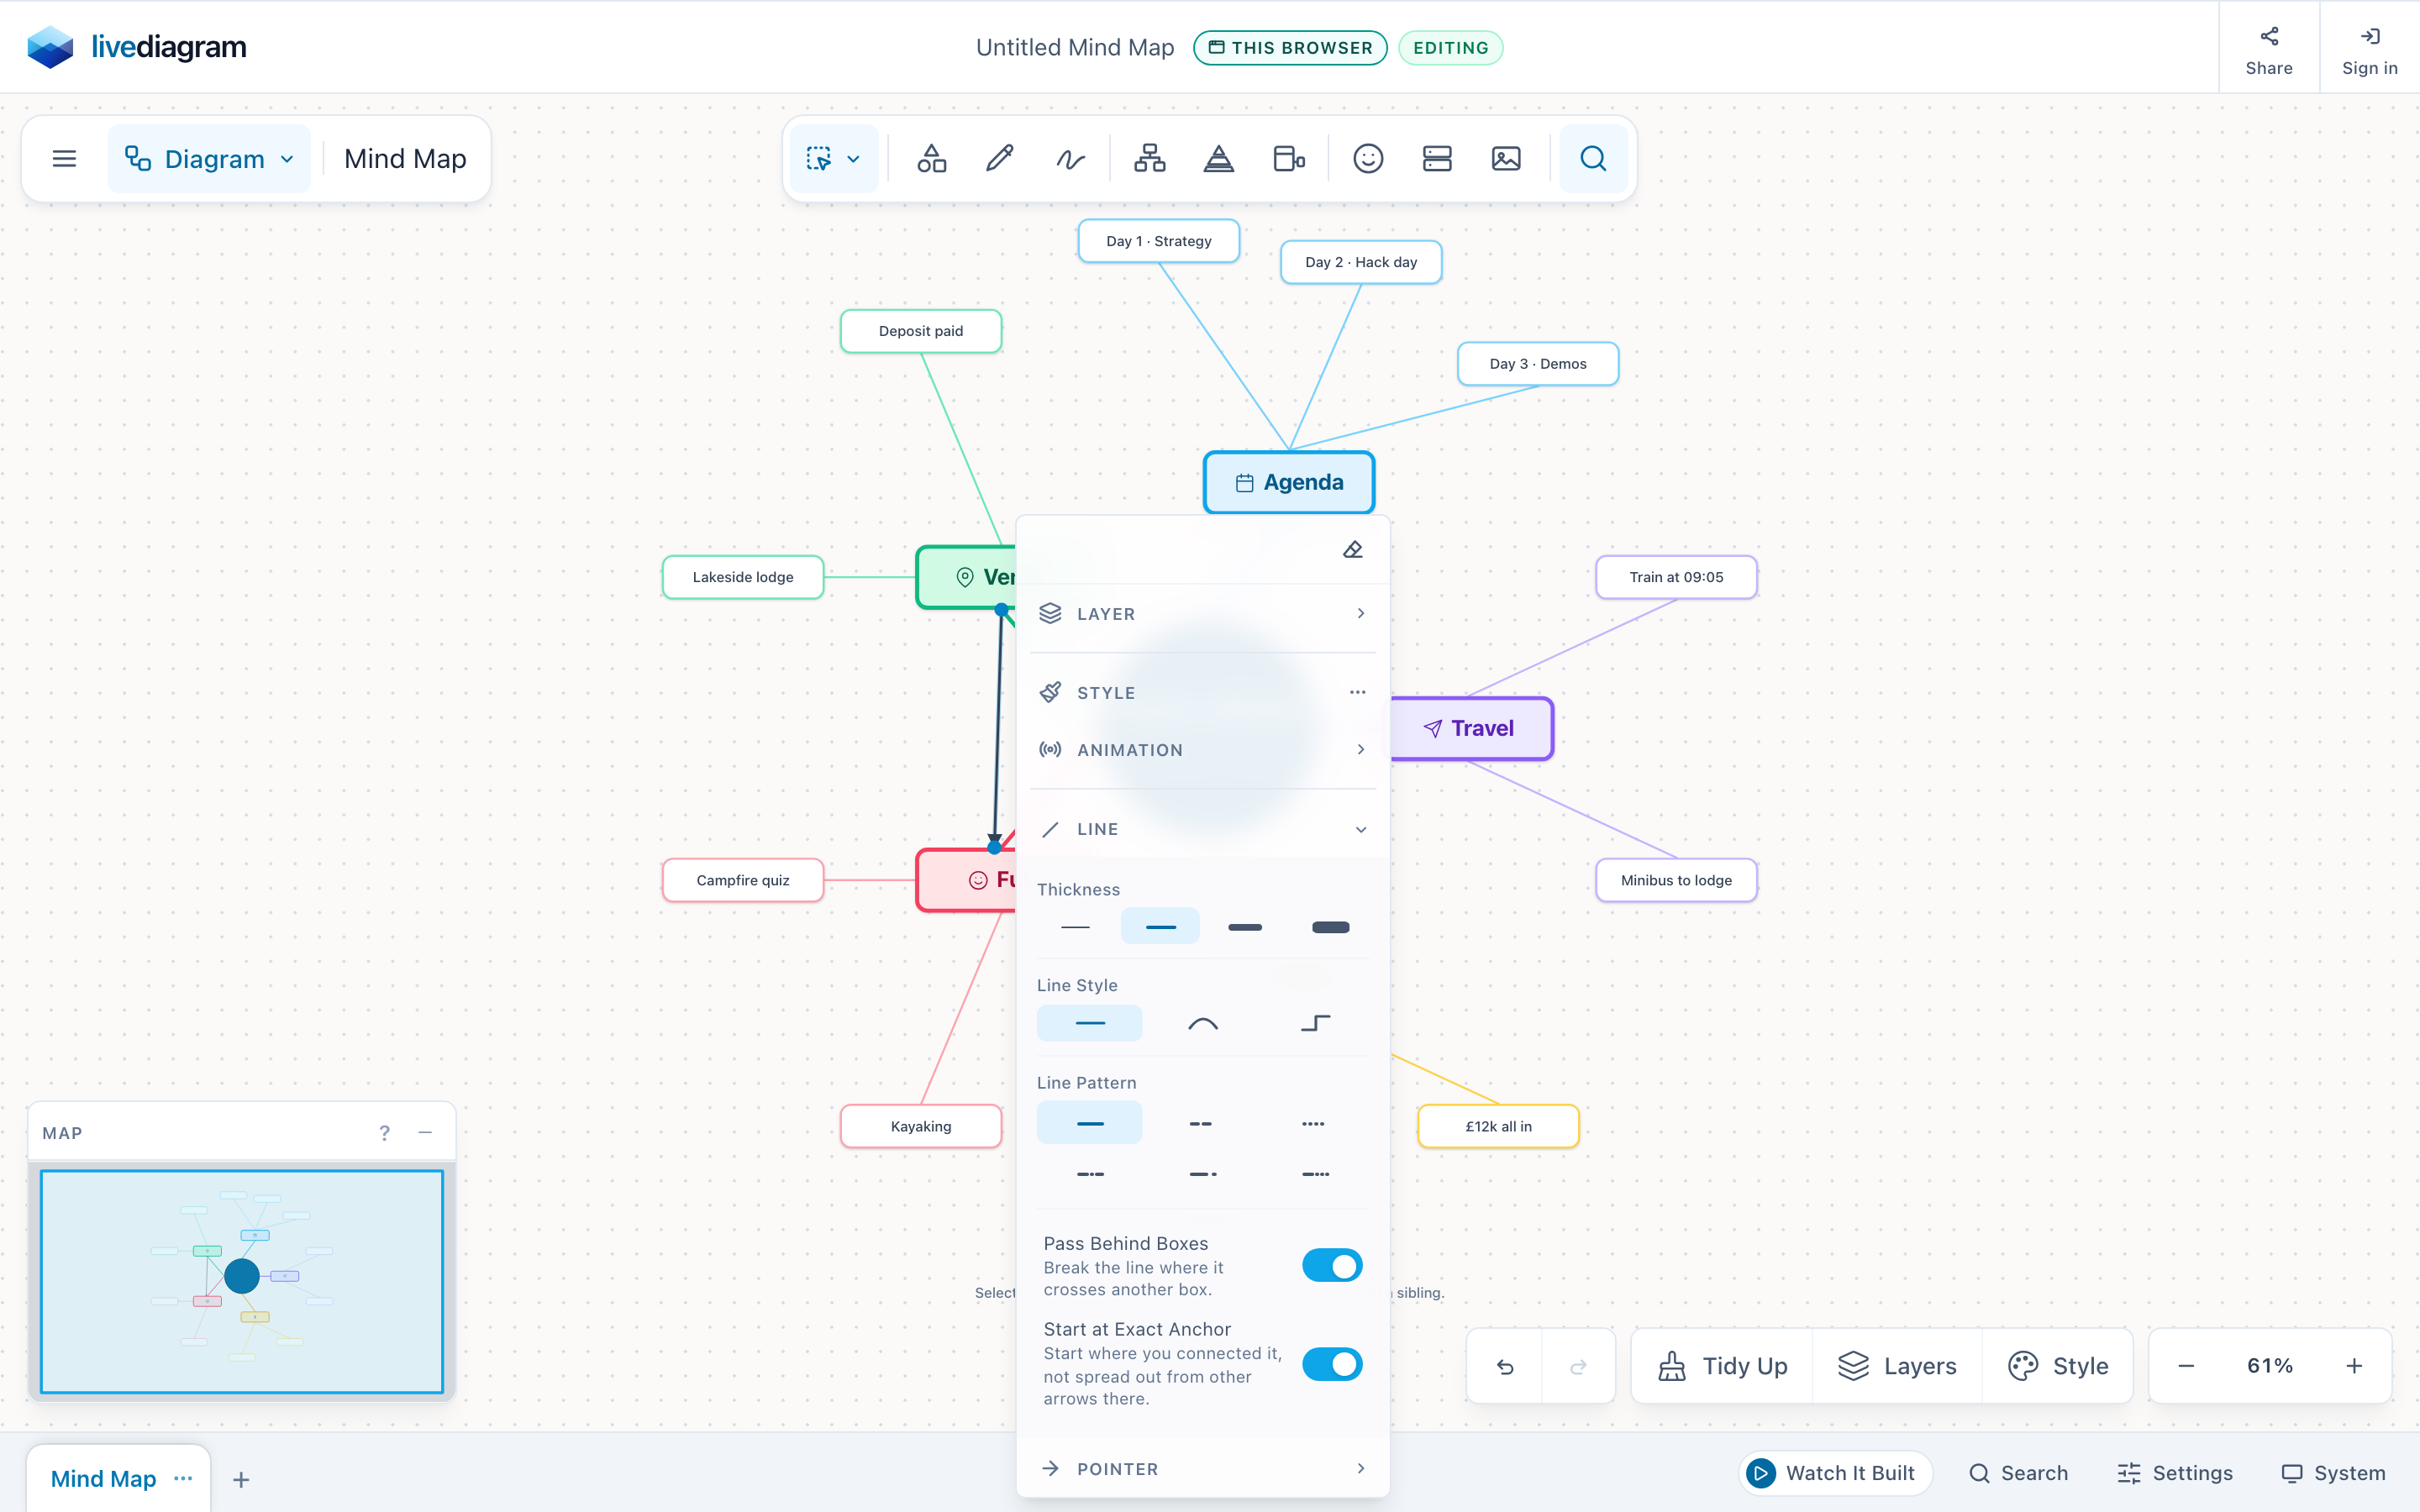 livediagram
Untitled Mind Map
THIS BROWSER
EDITING
Share
Sign in
Diagram
Mind Map
Day 1 · Strategy
Day 2 · Hack day
Deposit paid
Day 3 · Demos
Agenda
Lakeside lodge
Train at 09:05
LAYER
STYLE
Travel
ANIMATION
LINE
Campfire quiz
Minibus to lodge
Thickness
Line Style
Line Pattern
Kayaking
£12k all in
MAP
?
Pass Behind Boxes
Break the line where it
crosses another box.
Select
sibling.
Start at Exact Anchor
Start where you connected it,
not spread out from other
arrows there.
Tidy Up
Layers
Style
61%
POINTER
Mind Map
Watch It Built
Search
Settings
System